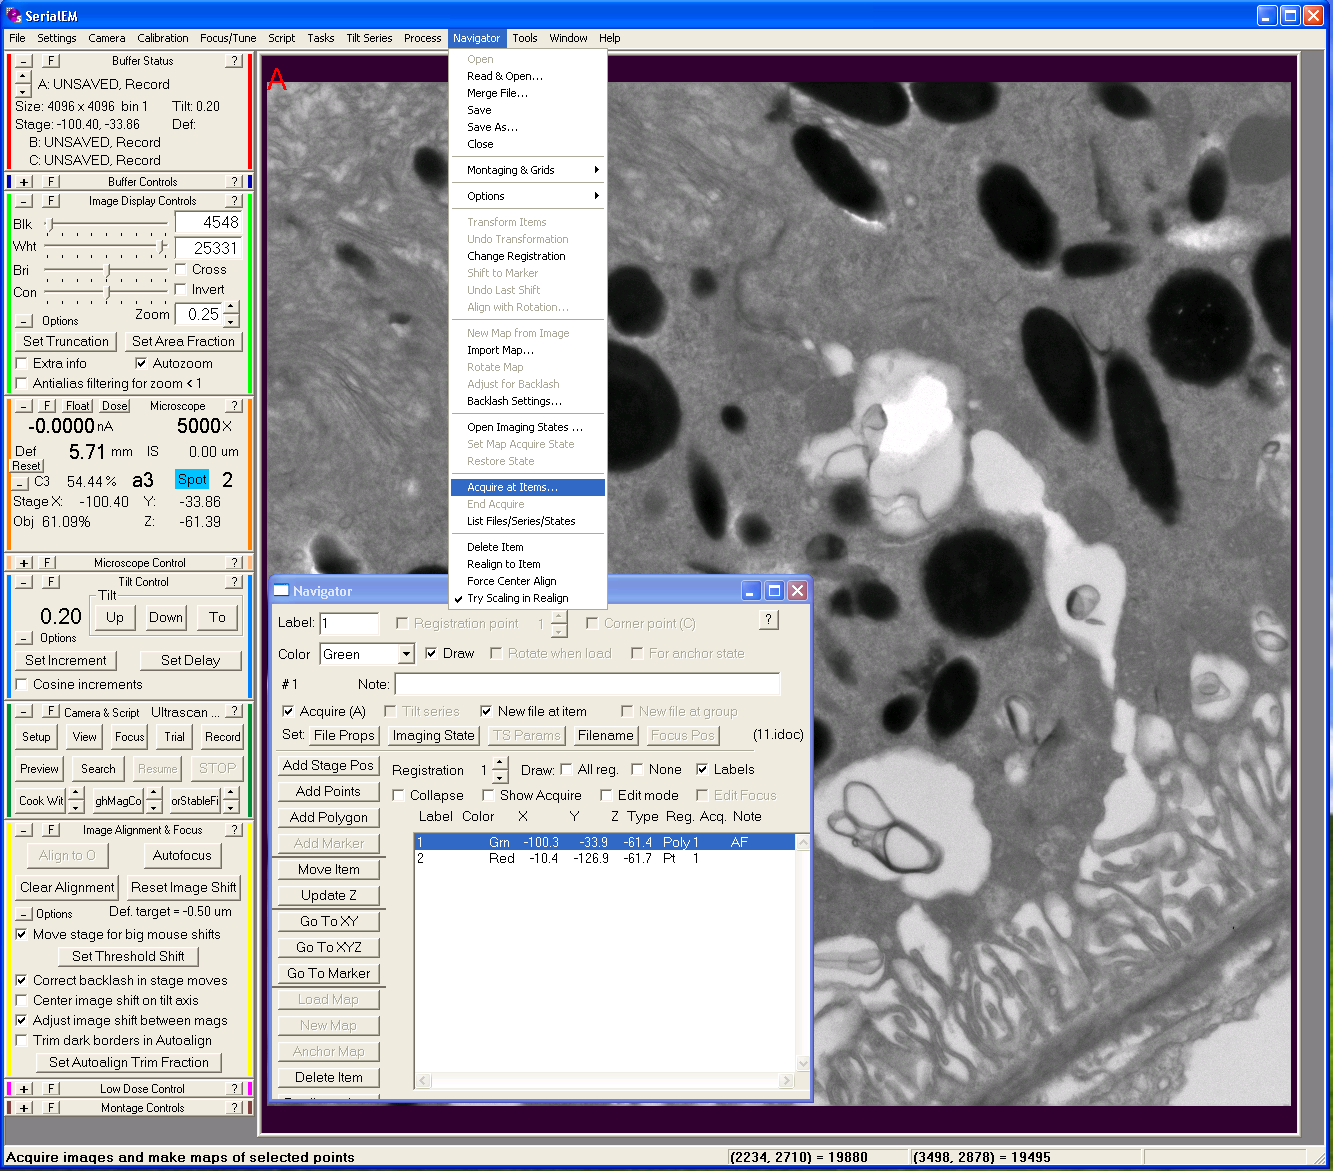 SerialEM
File Settings Camera Calibration Focus/Tune Script Tasks Tilt Series Process Navigator Tools Window Help
- F Buffer Status ?
A: UNSAVED, Record
Size: 4096 x 4096 bin 1 Tilt: 0.20
Stage: -100.40, -33.86 Def:
B: UNSAVED, Record
C: UNSAVED, Record
+ F Buffer Controls ?
- F Image Display Controls ?
Blk 4548
Wht 25331
Bri Cross
Con Invert
Zoom 0.25
- Options
Set Truncation Set Area Fraction
Extra info Autozoom
Antialias filtering for zoom < 1
- F Float Dose Microscope ?
-0.0000 nA 5000 X
Def 5.71 mm IS 0.00 um
Reset
- C3 54.44 % a3 Spot 2
Stage X: -100.40 Y: -33.86
Obj 61.09% Z: -61.39
+ F Microscope Control ?
- F Tilt Control ?
Tilt
0.20 Up Down To
- Options
Set Increment Set Delay
Cosine increments
- F Camera & Script Ultrascan ... ?
Setup View Focus Trial Record
Preview Search Resume STOP
Cook Wit ghMagCo orStableFi
- F Image Alignment & Focus ?
Align to O Autofocus
Clear Alignment Reset Image Shift
- Options Def. target = -0.50 um
Move stage for big mouse shifts
Set Threshold Shift
Correct backlash in stage moves
Center image shift on tilt axis
Adjust image shift between mags
Trim dark borders in Autoalign
Set Autoalign Trim Fraction
+ F Low Dose Control ?
+ F Montage Controls ?
A
Open
Read & Open...
Merge File...
Save
Save As...
Close
Montaging & Grids
Options
Transform Items
Undo Transformation
Change Registration
Shift to Marker
Undo Last Shift
Align with Rotation...
New Map from Image
Import Map...
Rotate Map
Adjust for Backlash
Backlash Settings...
Open Imaging States ...
Set Map Acquire State
Restore State
Acquire at Items...
End Acquire
List Files/Series/States
Delete Item
Realign to Item
Force Center Align
Try Scaling in Realign
Navigator
Label: 1 Registration point 1 Corner point (C) ?
Color Green Draw Rotate when load For anchor state
# 1 Note:
Acquire (A) Tilt series New file at item New file at group
Set: File Props Imaging State TS Params Filename Focus Pos (11.idoc)
Add Stage Pos
Add Points
Add Polygon
Add Marker
Move Item
Update Z
Go To XY
Go To XYZ
Go To Marker
Load Map
New Map
Anchor Map
Delete Item
Registration 1 Draw: All reg. None Labels
Collapse Show Acquire Edit mode Edit Focus
Label Color X Y Z Type Reg. Acq. Note
1 Grn -100.3 -33.9 -61.4 Poly 1 AF
2 Red -10.4 -126.9 -61.7 Pt 1
Acquire images and make maps of selected points (2234, 2710) = 19880 (3498, 2878) = 19495